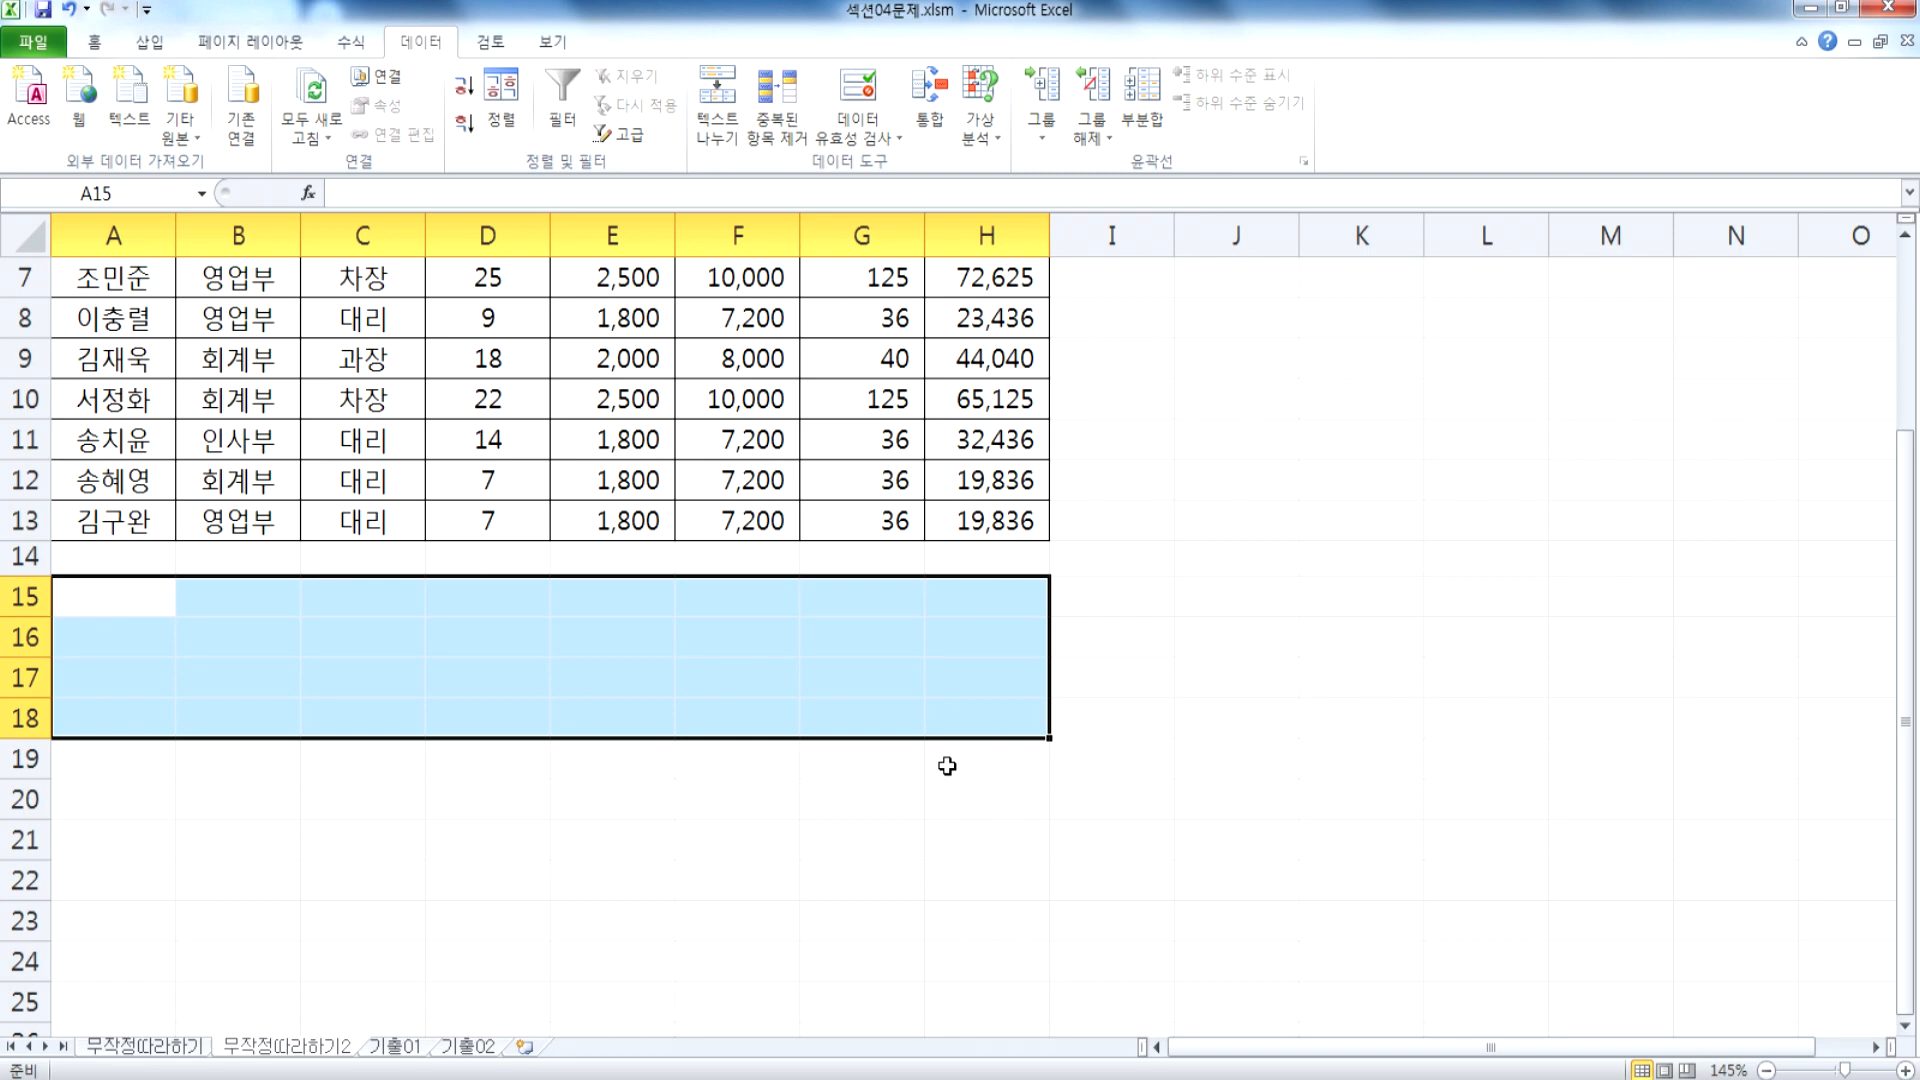 섹션04문제.xlsm - Microsoft Excel
파일 홈 삽입 페이지 레이아웃 수식 데이터 검토 보기
Access 웹 텍스트 기타 원본 기존 연결
외부 데이터 가져오기
모두 새로 고침 연결 속성 연결 편집
연결
정렬 필터 지우기 다시 적용 고급
정렬 및 필터
텍스트 나누기 중복된 항목 제거 데이터 유효성 검사 통합 가상 분석
데이터 도구
그룹 그룹 해제 부분합 하위 수준 표시 하위 수준 숨기기
윤곽선
A15 fx
A B C D E F G H I J K L M N O
7 조민준 영업부 차장 25 2,500 10,000 125 72,625
8 이충렬 영업부 대리 9 1,800 7,200 36 23,436
9 김재욱 회계부 과장 18 2,000 8,000 40 44,040
10 서정화 회계부 차장 22 2,500 10,000 125 65,125
11 송치윤 인사부 대리 14 1,800 7,200 36 32,436
12 송혜영 회계부 대리 7 1,800 7,200 36 19,836
13 김구완 영업부 대리 7 1,800 7,200 36 19,836
14
15
16
17
18
19
20
21
22
23
24
25
무작정따라하기 무작정따라하기2 기출01 기출02
준비 145%